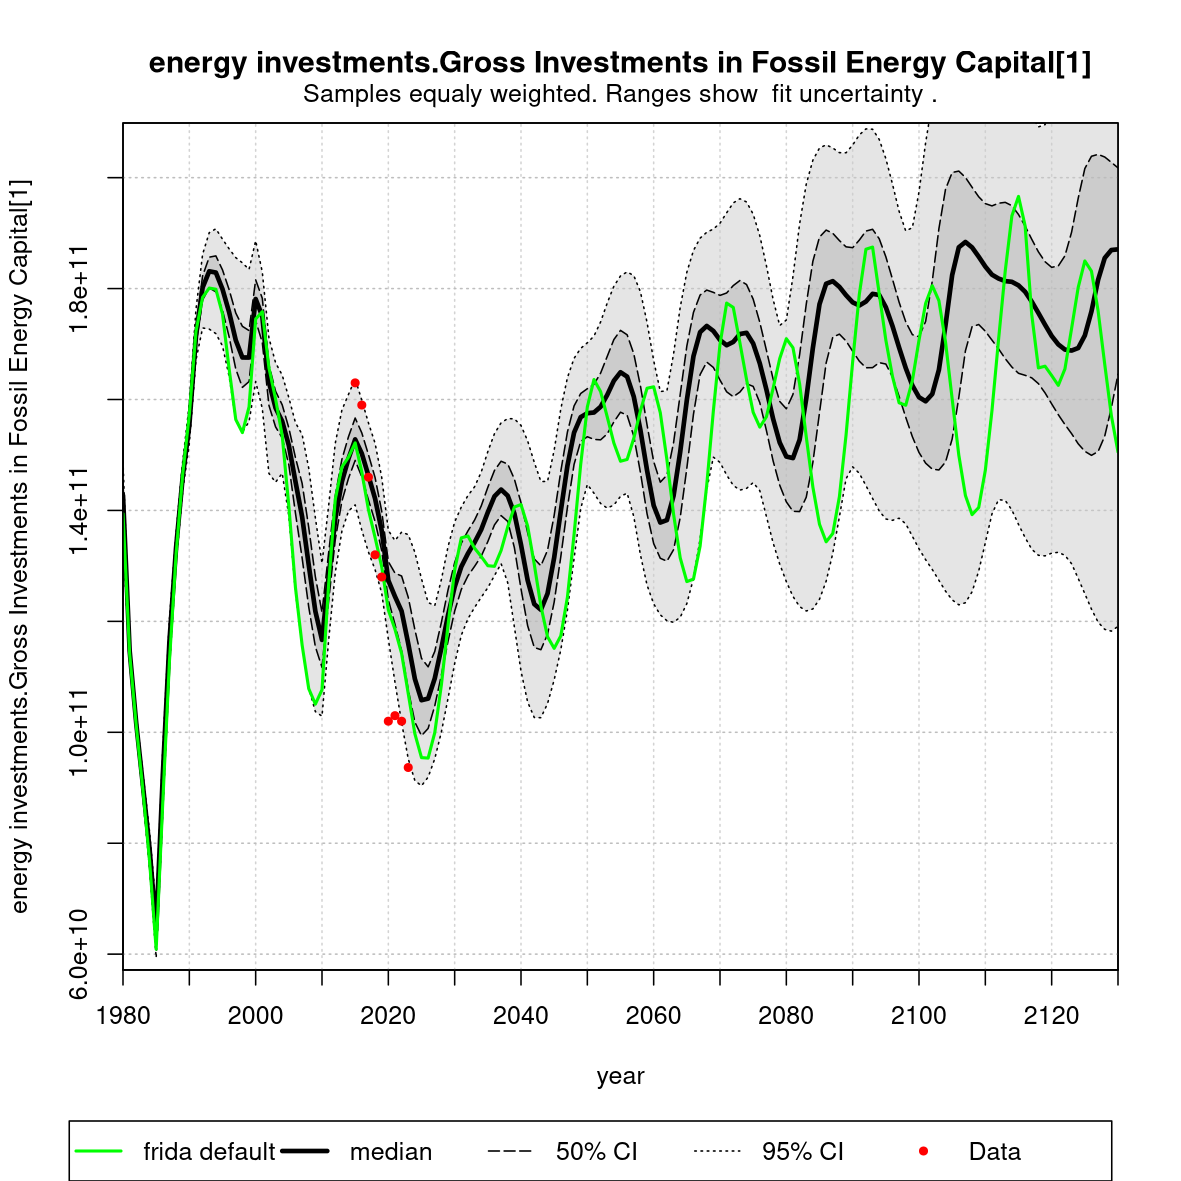 energy investments.Gross Investments in Fossil Energy Capital[1]
Samples equaly weighted. Ranges show  fit uncertainty .
energy investments.Gross Investments in Fossil Energy Capital[1]
1.8e+11
1.4e+11
1.0e+11
6.0e+10
1980 2000 2020 2040 2060 2080 2100 2120
year
frida default median 50% CI 95% CI Data